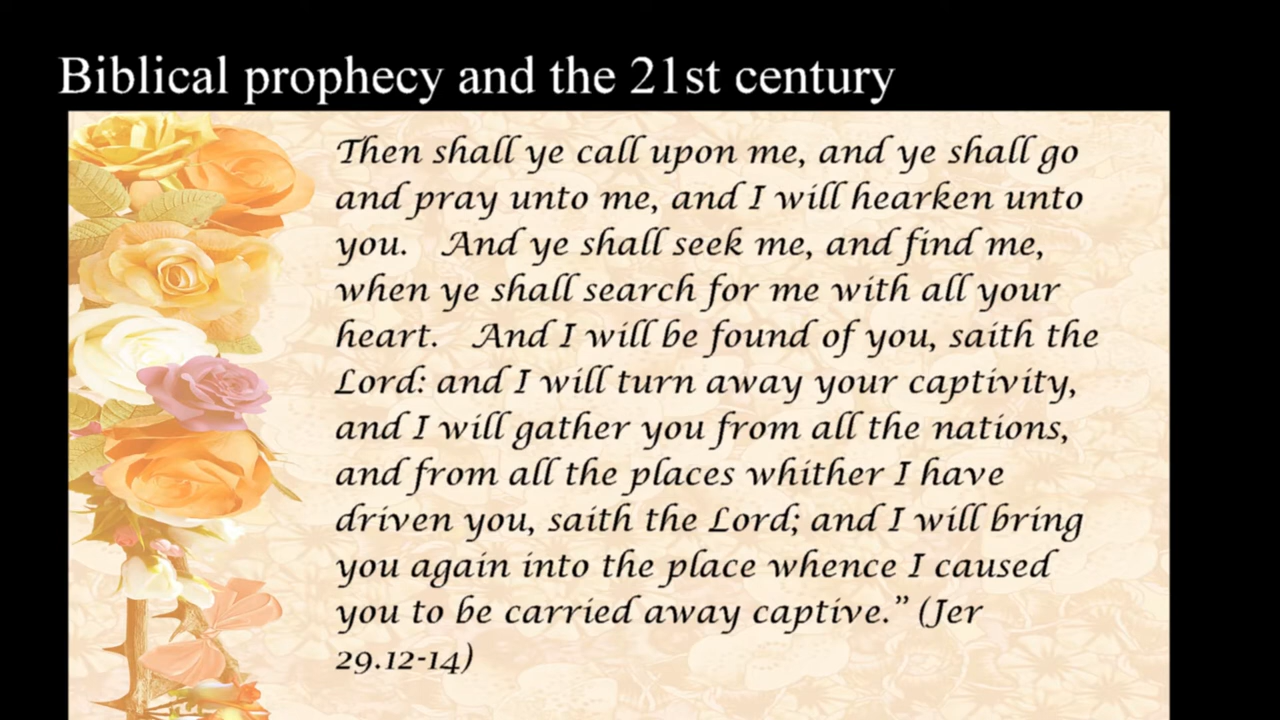 Biblical prophecy and the 21st century
Then shall ye call upon me, and ye shall go
and pray unto me, and I will hearken unto
you.   And ye shall seek me, and find me,
when ye shall search for me with all your
heart.   And I will be found of you, saith the
Lord: and I will turn away your captivity,
and I will gather you from all the nations,
and from all the places whither I have
driven you, saith the Lord; and I will bring
you again into the place whence I caused
you to be carried away captive.” (Jer
29.12-14)